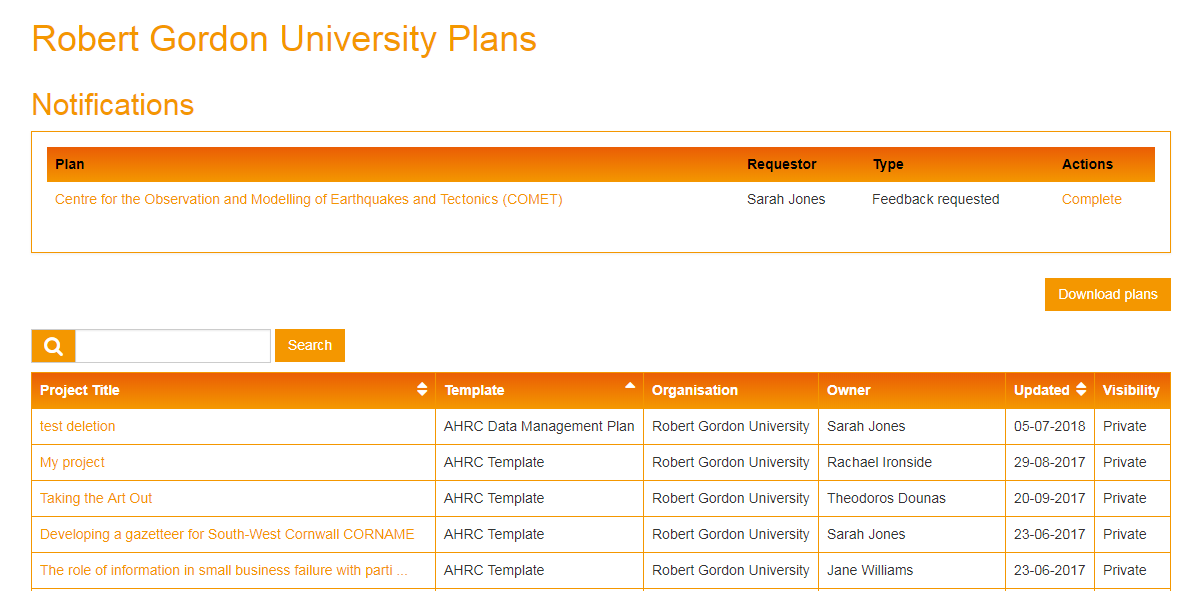 Robert Gordon University Plans
Notifications
Plan Requestor Type Actions
Centre for the Observation and Modelling of Earthquakes and Tectonics (COMET) Sarah Jones Feedback requested Complete
Download plans
Search
Project Title Template Organisation Owner Updated Visibility
test deletion AHRC Data Management Plan Robert Gordon University Sarah Jones 05-07-2018 Private
My project AHRC Template Robert Gordon University Rachael Ironside 29-08-2017 Private
Taking the Art Out AHRC Template Robert Gordon University Theodoros Dounas 20-09-2017 Private
Developing a gazetteer for South-West Cornwall CORNAME AHRC Template Robert Gordon University Sarah Jones 23-06-2017 Private
The role of information in small business failure with parti ... AHRC Template Robert Gordon University Jane Williams 23-06-2017 Private